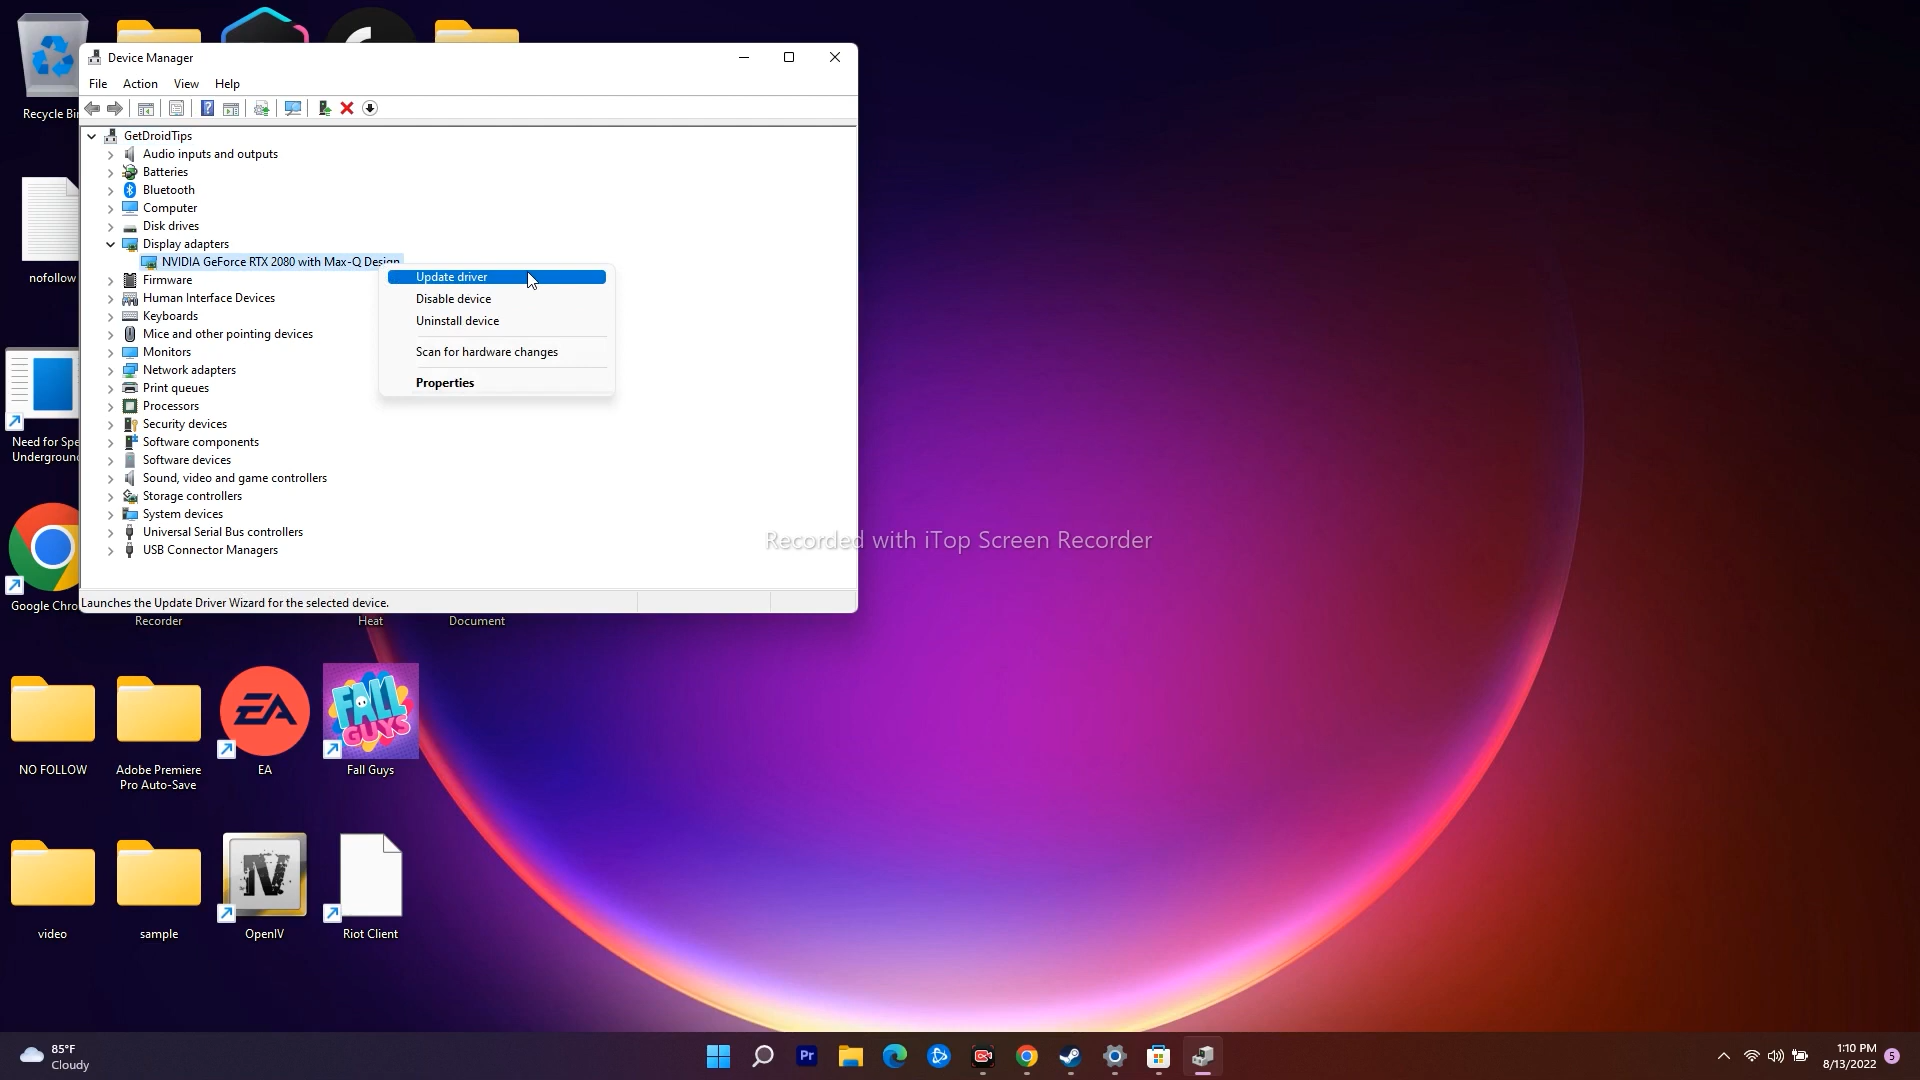 Device Manager
File Action View Help
GetDroidTips
Audio inputs and outputs
Batteries
Bluetooth
Computer
Disk drives
Display adapters
NVIDIA GeForce RTX 2080 with Max-Q Design
Firmware
Human Interface Devices
Keyboards
Mice and other pointing devices
Monitors
Network adapters
Print queues
Processors
Security devices
Software components
Software devices
Sound, video and game controllers
Storage controllers
System devices
Universal Serial Bus controllers
USB Connector Managers
Launches the Update Driver Wizard for the selected device.
Update driver
Disable device
Uninstall device
Scan for hardware changes
Properties
Recorded with iTop Screen Recorder
Recycle Bin
nofollow
Need for Spe
Underground
Google Chro
Recorder
Heat
Document
NO FOLLOW
Adobe Premiere
Pro Auto-Save
EA
EA
FALL
GUYS
Fall Guys
video
sample
IV
OpenIV
Riot Client
85°F
Cloudy
Pr
1:10 PM
8/13/2022
5